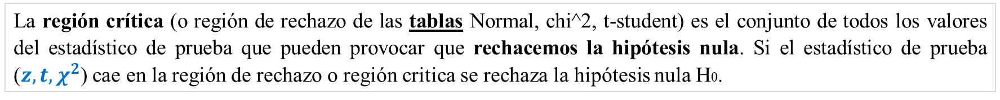 La región crítica (o región de rechazo de las tablas Normal, chi^2, t-student) es el conjunto de todos los valores
del estadístico de prueba que pueden provocar que rechacemos la hipótesis nula. Si el estadístico de prueba
(z, t, χ²) cae en la región de rechazo o región critica se rechaza la hipótesis nula H₀.